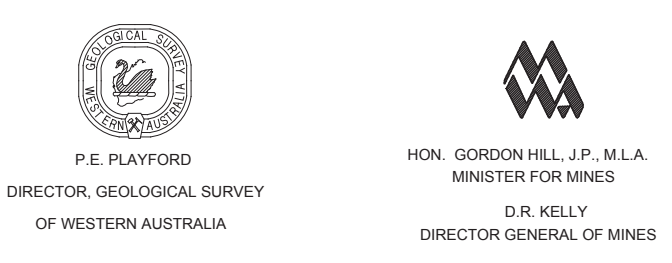 GEOLOGICAL SURVEY
WESTERN AUSTRALIA
P.E. PLAYFORD
DIRECTOR, GEOLOGICAL SURVEY
OF WESTERN AUSTRALIA
HON. GORDON HILL, J.P., M.L.A.
MINISTER FOR MINES
D.R. KELLY
DIRECTOR GENERAL OF MINES